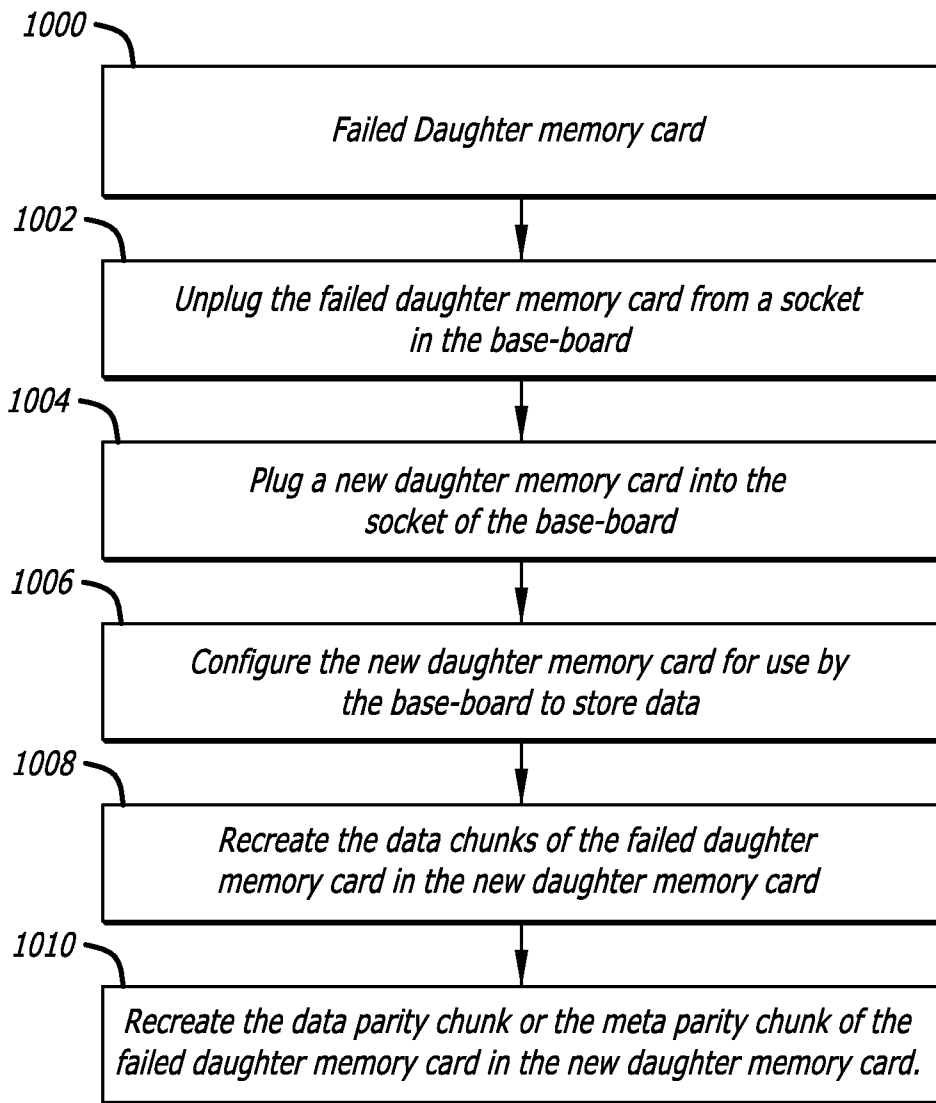 1000
Failed Daughter memory card
1002
Unplug the failed daughter memory card from a socket
in the base-board
1004
Plug a new daughter memory card into the
socket of the base-board
1006
Configure the new daughter memory card for use by
the base-board to store data
1008
Recreate the data chunks of the failed daughter
memory card in the new daughter memory card
1010
Recreate the data parity chunk or the meta parity chunk of the
failed daughter memory card in the new daughter memory card.